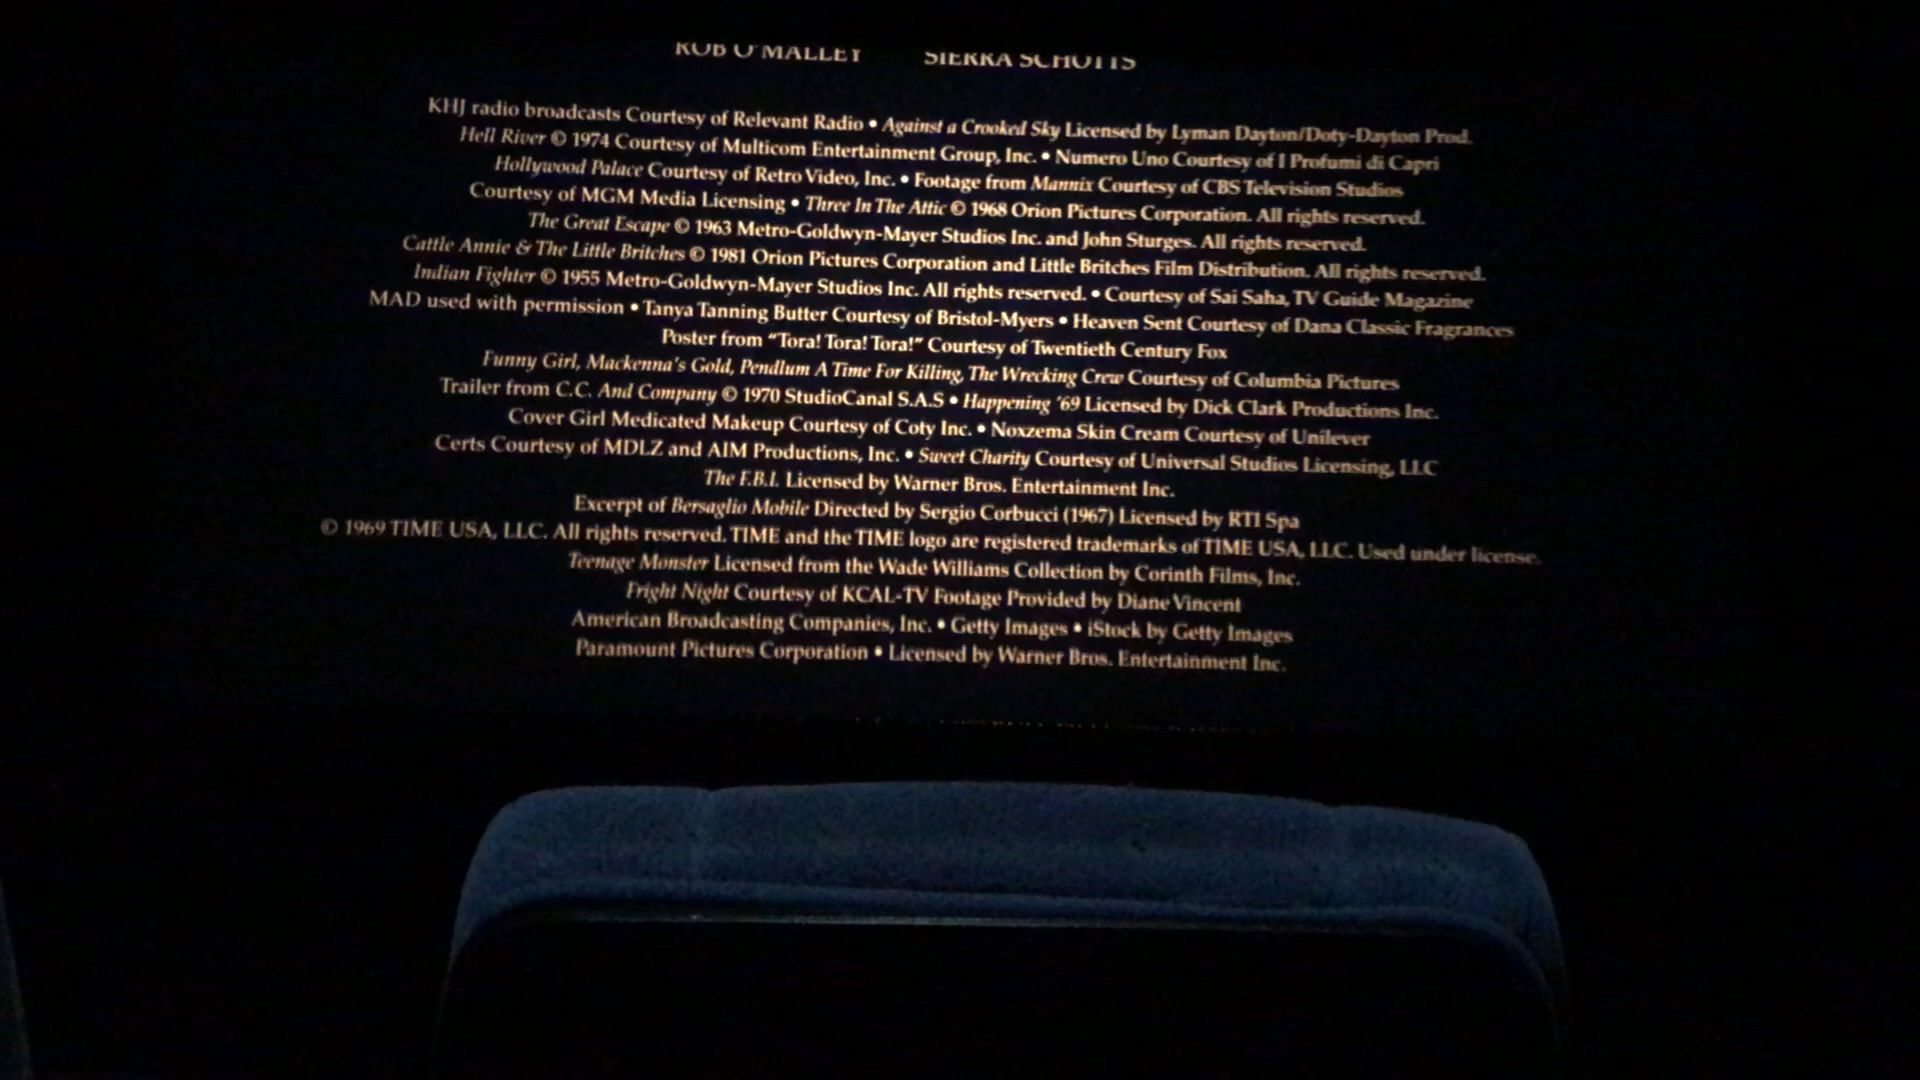 ROB O'MALLEY SIERRA SCHOTTS
KHJ radio broadcasts Courtesy of Relevant Radio • Against a Crooked Sky Licensed by Lyman Dayton/Doty-Dayton Prod.
Hell River © 1974 Courtesy of Multicom Entertainment Group, Inc. • Numero Uno Courtesy of I Profumi di Capri
Hollywood Palace Courtesy of Retro Video, Inc. • Footage from Mannix Courtesy of CBS Television Studios
Courtesy of MGM Media Licensing • Three In The Attic © 1968 Orion Pictures Corporation. All rights reserved.
The Great Escape © 1963 Metro-Goldwyn-Mayer Studios Inc. and John Sturges. All rights reserved.
Cattle Annie & The Little Britches © 1981 Orion Pictures Corporation and Little Britches Film Distribution. All rights reserved.
Indian Fighter © 1955 Metro-Goldwyn-Mayer Studios Inc. All rights reserved. • Courtesy of Sai Saha, TV Guide Magazine
MAD used with permission • Tanya Tanning Butter Courtesy of Bristol-Myers • Heaven Sent Courtesy of Dana Classic Fragrances
Poster from "Tora! Tora! Tora!" Courtesy of Twentieth Century Fox
Funny Girl, Mackenna's Gold, Pendlum A Time For Killing, The Wrecking Crew Courtesy of Columbia Pictures
Trailer from C.C. And Company © 1970 StudioCanal S.A.S • Happening '69 Licensed by Dick Clark Productions Inc.
Cover Girl Medicated Makeup Courtesy of Coty Inc. • Noxzema Skin Cream Courtesy of Unilever
Certs Courtesy of MDLZ and AIM Productions, Inc. • Sweet Charity Courtesy of Universal Studios Licensing, LLC
The F.B.I. Licensed by Warner Bros. Entertainment Inc.
Excerpt of Bersaglio Mobile Directed by Sergio Corbucci (1967) Licensed by RTI Spa
© 1969 TIME USA, LLC. All rights reserved. TIME and the TIME logo are registered trademarks of TIME USA, LLC. Used under license.
Teenage Monster Licensed from the Wade Williams Collection by Corinth Films, Inc.
Fright Night Courtesy of KCAL-TV Footage Provided by Diane Vincent
American Broadcasting Companies, Inc. • Getty Images • iStock by Getty Images
Paramount Pictures Corporation • Licensed by Warner Bros. Entertainment Inc.